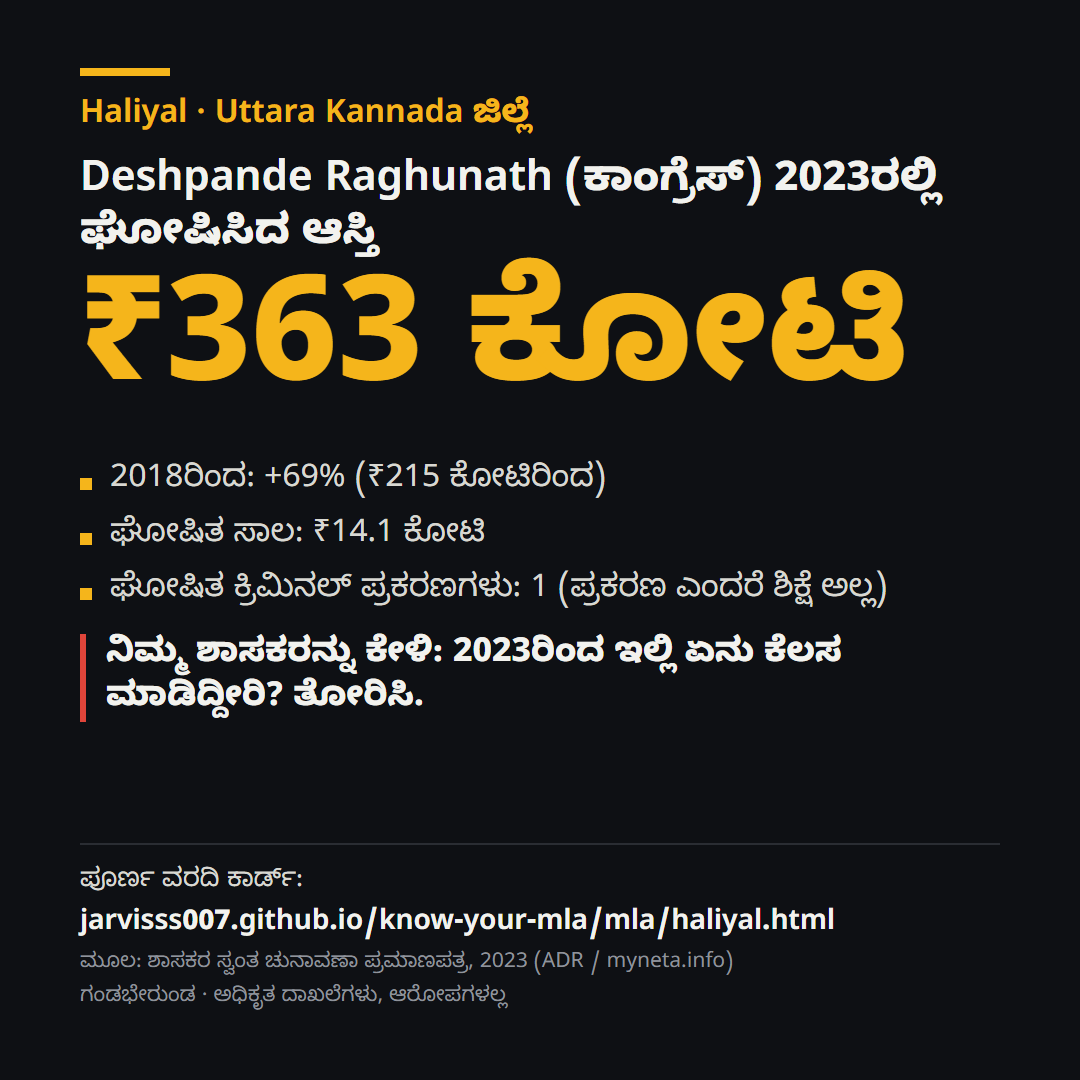 Haliyal · Uttara Kannada ಜಿಲ್ಲೆ
Deshpande Raghunath (ಕಾಂಗ್ರೆಸ್) 2023ರಲ್ಲಿ
ಘೋಷಿಸಿದ ಆಸ್ತಿ
₹363 ಕೋಟಿ
2018ರಿಂದ: +69% (₹215 ಕೋಟಿರಿಂದ)
ಘೋಷಿತ ಸಾಲ: ₹14.1 ಕೋಟಿ
ಘೋಷಿತ ಕ್ರಿಮಿನಲ್ ಪ್ರಕರಣಗಳು: 1 (ಪ್ರಕರಣ ಎಂದರೆ ಶಿಕ್ಷೆ ಅಲ್ಲ)
ನಿಮ್ಮ ಶಾಸಕರನ್ನು ಕೇಳಿ: 2023ರಿಂದ ಇಲ್ಲಿ ಏನು ಕೆಲಸ
ಮಾಡಿದ್ದೀರಿ? ತೋರಿಸಿ.
ಪೂರ್ಣ ವರದಿ ಕಾರ್ಡ್:
jarvisss007.github.io/know-your-mla/mla/haliyal.html
ಮೂಲ: ಶಾಸಕರ ಸ್ವಂತ ಚುನಾವಣಾ ಪ್ರಮಾಣಪತ್ರ, 2023 (ADR / myneta.info)
ಗಂಡಭೇರುಂಡ · ಅಧಿಕೃತ ದಾಖಲೆಗಳು, ಆರೋಪಗಳಲ್ಲ